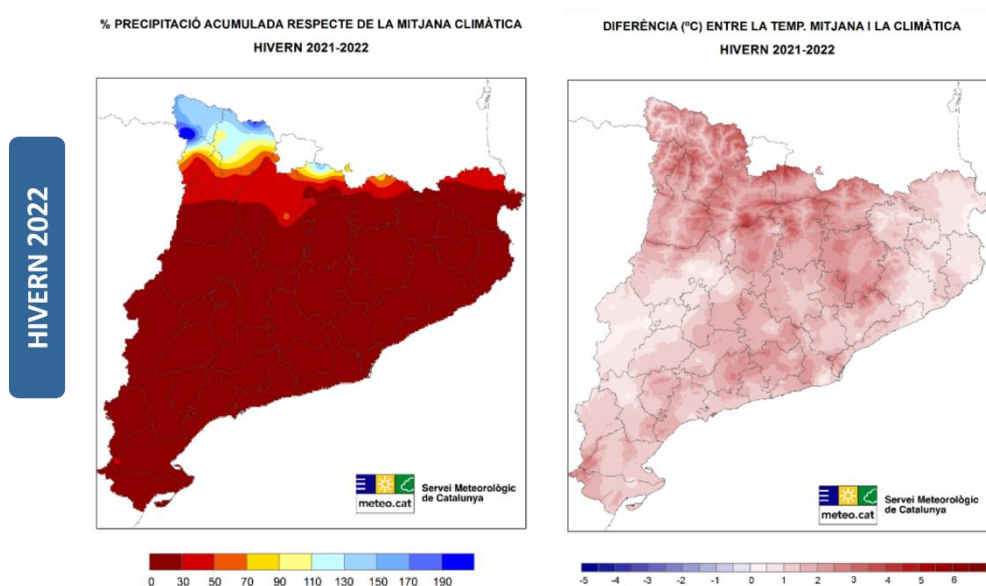 HIVERN 2022
% PRECIPITACIÓ ACUMULADA RESPECTE DE LA MITJANA CLIMÀTICA
HIVERN 2021-2022
meteo.cat
Servei Meteorològic
de Catalunya
0 30 50 70 90 110 130 150 170 190
DIFERÈNCIA (ºC) ENTRE LA TEMP. MITJANA I LA CLIMÀTICA
HIVERN 2021-2022
meteo.cat
Servei Meteorològic
de Catalunya
-5 -4 -3 -2 -1 0 1 2 3 4 5 6